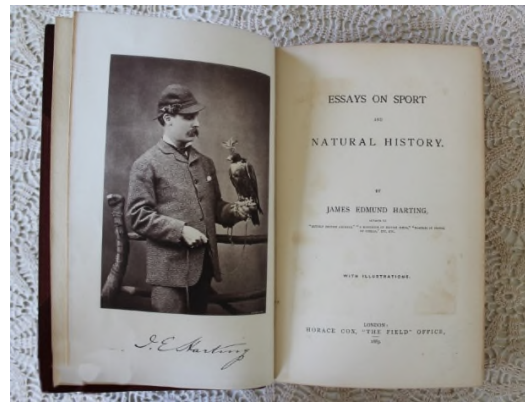 J. E. Harting
ESSAYS ON SPORT
AND
NATURAL HISTORY.
BY
JAMES EDMUND HARTING,
WITH ILLUSTRATIONS.
LONDON:
HORACE COX, "THE FIELD" OFFICE,